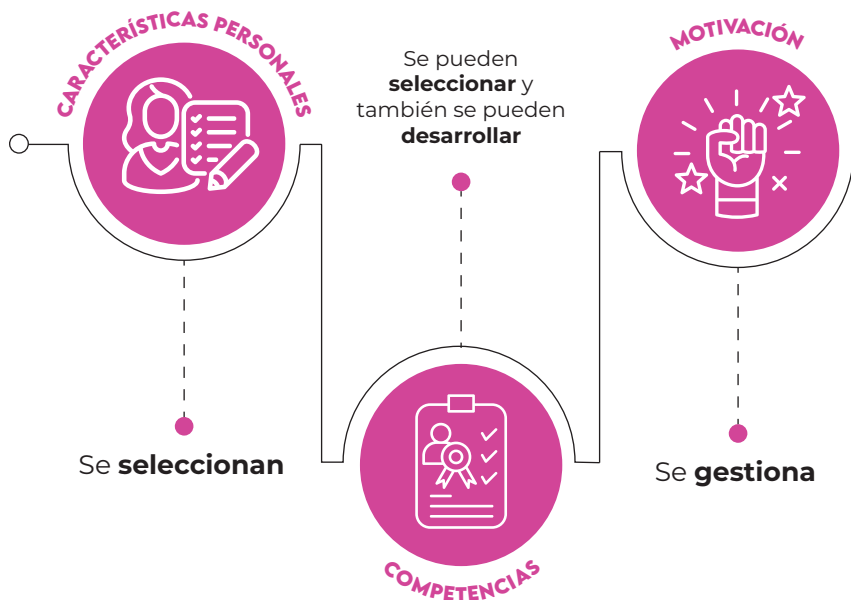 CARACTERÍSTICAS PERSONALES
Se seleccionan
Se pueden
seleccionar y
también se pueden
desarrollar
COMPETENCIAS
MOTIVACIÓN
Se gestiona